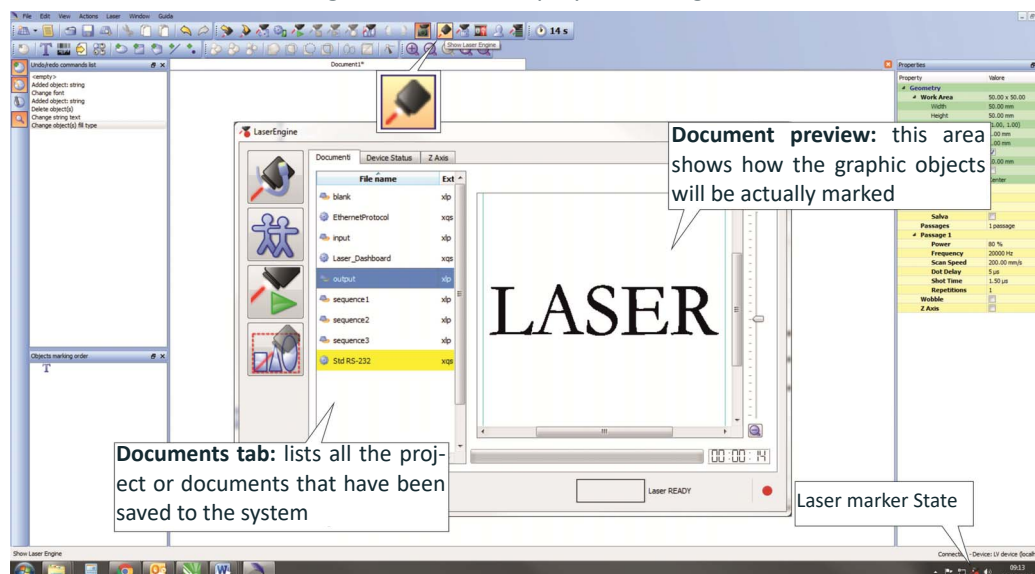 File Edit View Actions Laser Window Guida
14 s
Show Laser Engine
Undo/redo commands list
<empty>
Added object: string
Change font
Added object: string
Delete object(s)
Change string text
Change object(s) fill type
Document1*
LaserEngine
Documenti Device Status Z Axis
File name Ext
blank xlp
EthernetProtocol xqs
input xlp
Laser_Dashboard xqs
output xlp
sequence1 xlp
sequence2 xlp
sequence3 xlp
Std RS-232 xqs
LASER
00:00:14
Laser READY
Document preview: this area
shows how the graphic objects
will be actually marked
Documents tab: lists all the proj-
ect or documents that have been
saved to the system
Laser marker State
Objects marking order
T
Properties
Property Valore
Geometry
Work Area 50.00 x 50.00
Width 50.00 mm
Height 50.00 mm
Salva
Passages 1 passage
Passage 1
Power 80 %
Frequency 20000 Hz
Scan Speed 200.00 mm/s
Dot Delay 5 µs
Shot Time 1.50 µs
Repetitions 1
Wobble
Z Axis
Show Laser Engine
Device: LV device
09:13